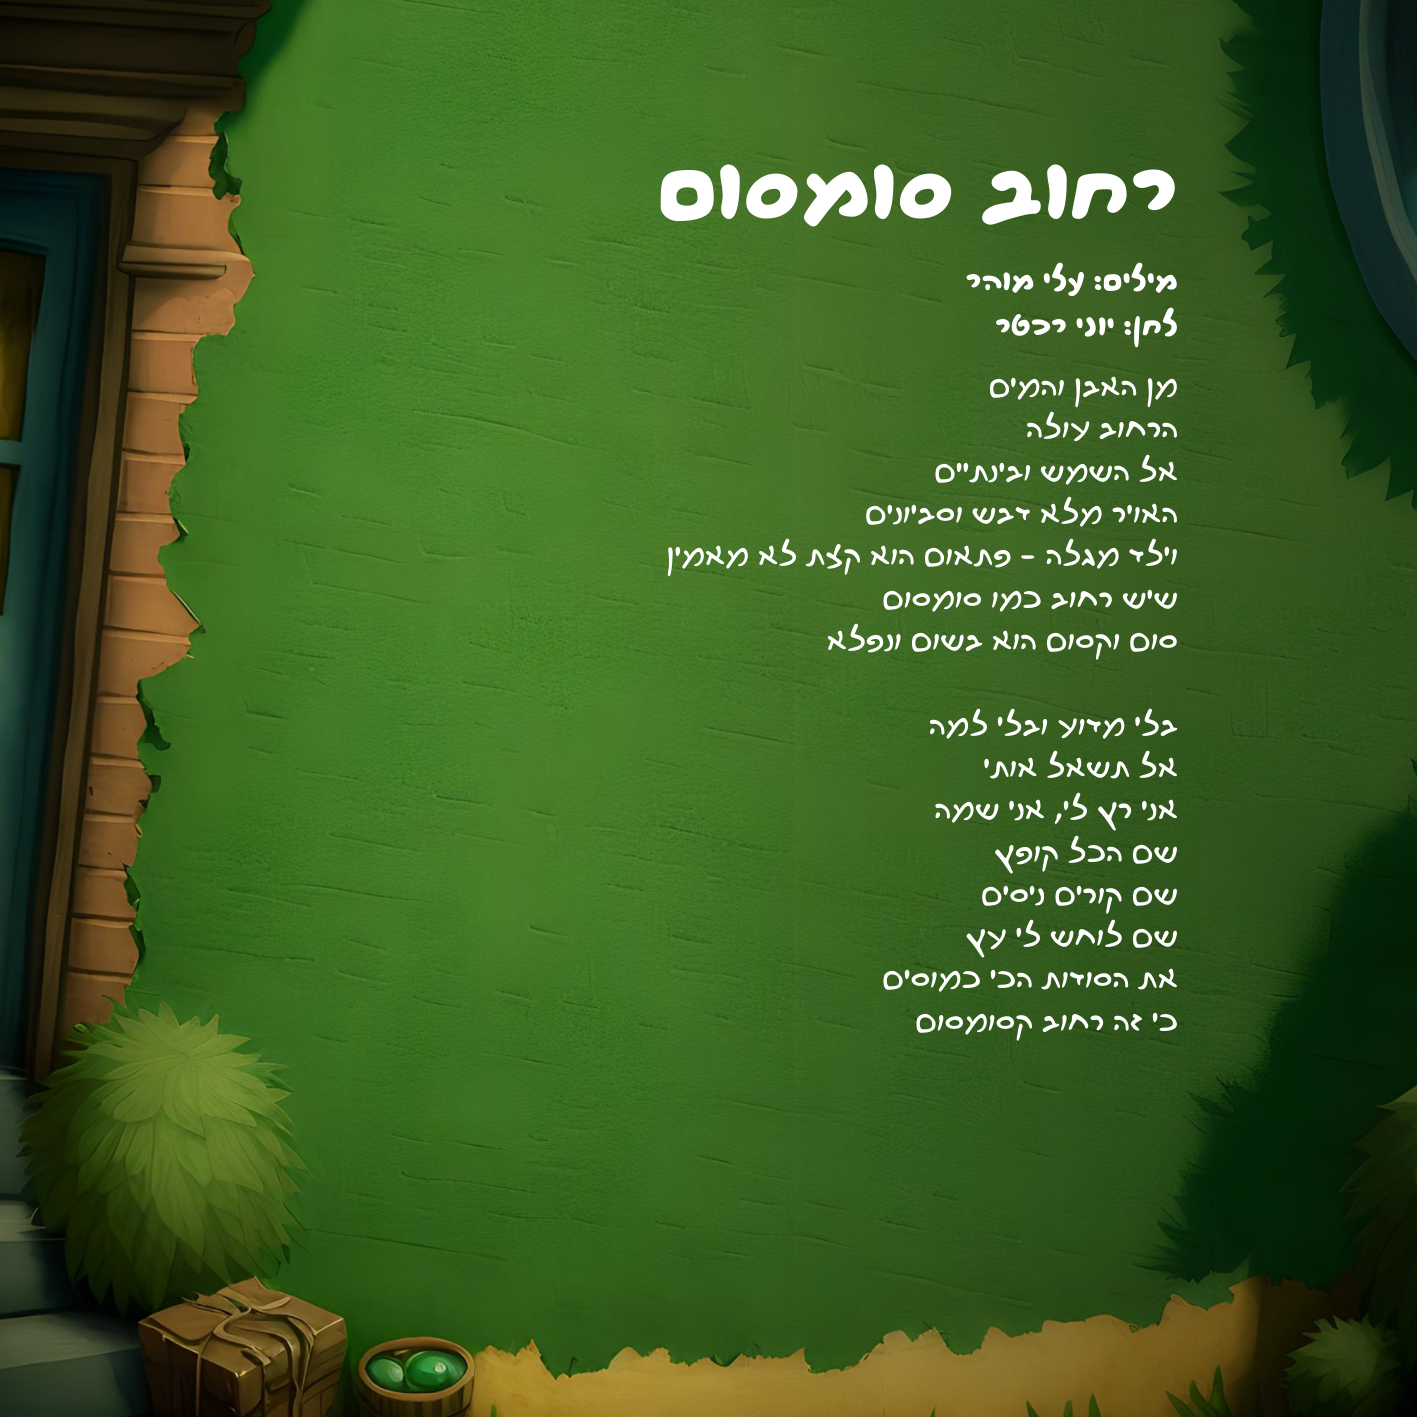 רחוב סומסום
מילים: עלי מוהר
לחן: יוני רכטר
מן האבן והמים
הרחוב עולה
אל השמש ובינתיים
האויר מלא דבש וסביונים
וילד מגלה - פתאום הוא קצת לא מאמין
שיש רחוב כמו סומסום
סום וקסום הוא בשום ונפלא
בלי מדוע ובלי למה
אל תשאל אותי
אני רץ לי, אני שמה
שם הכל קופץ
שם קורים ניסים
שם לוחש לי עץ
את הסודות הכי כמוסים
כי זה רחוב קסומסום